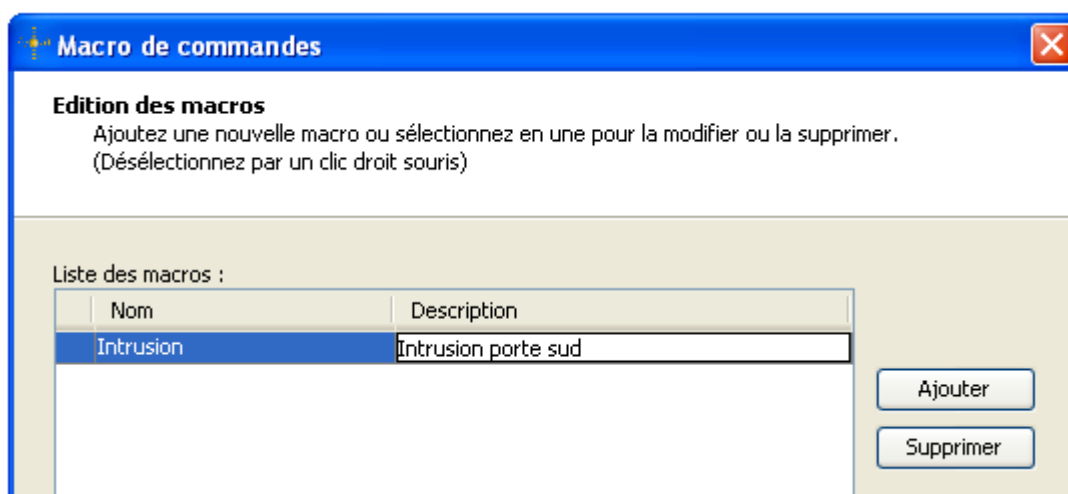 Macro de commandes
Edition des macros
Ajoutez une nouvelle macro ou sélectionnez en une pour la modifier ou la supprimer.
(Désélectionnez par un clic droit souris)
Liste des macros :
Nom Description
Intrusion Intrusion porte sud
Ajouter
Supprimer